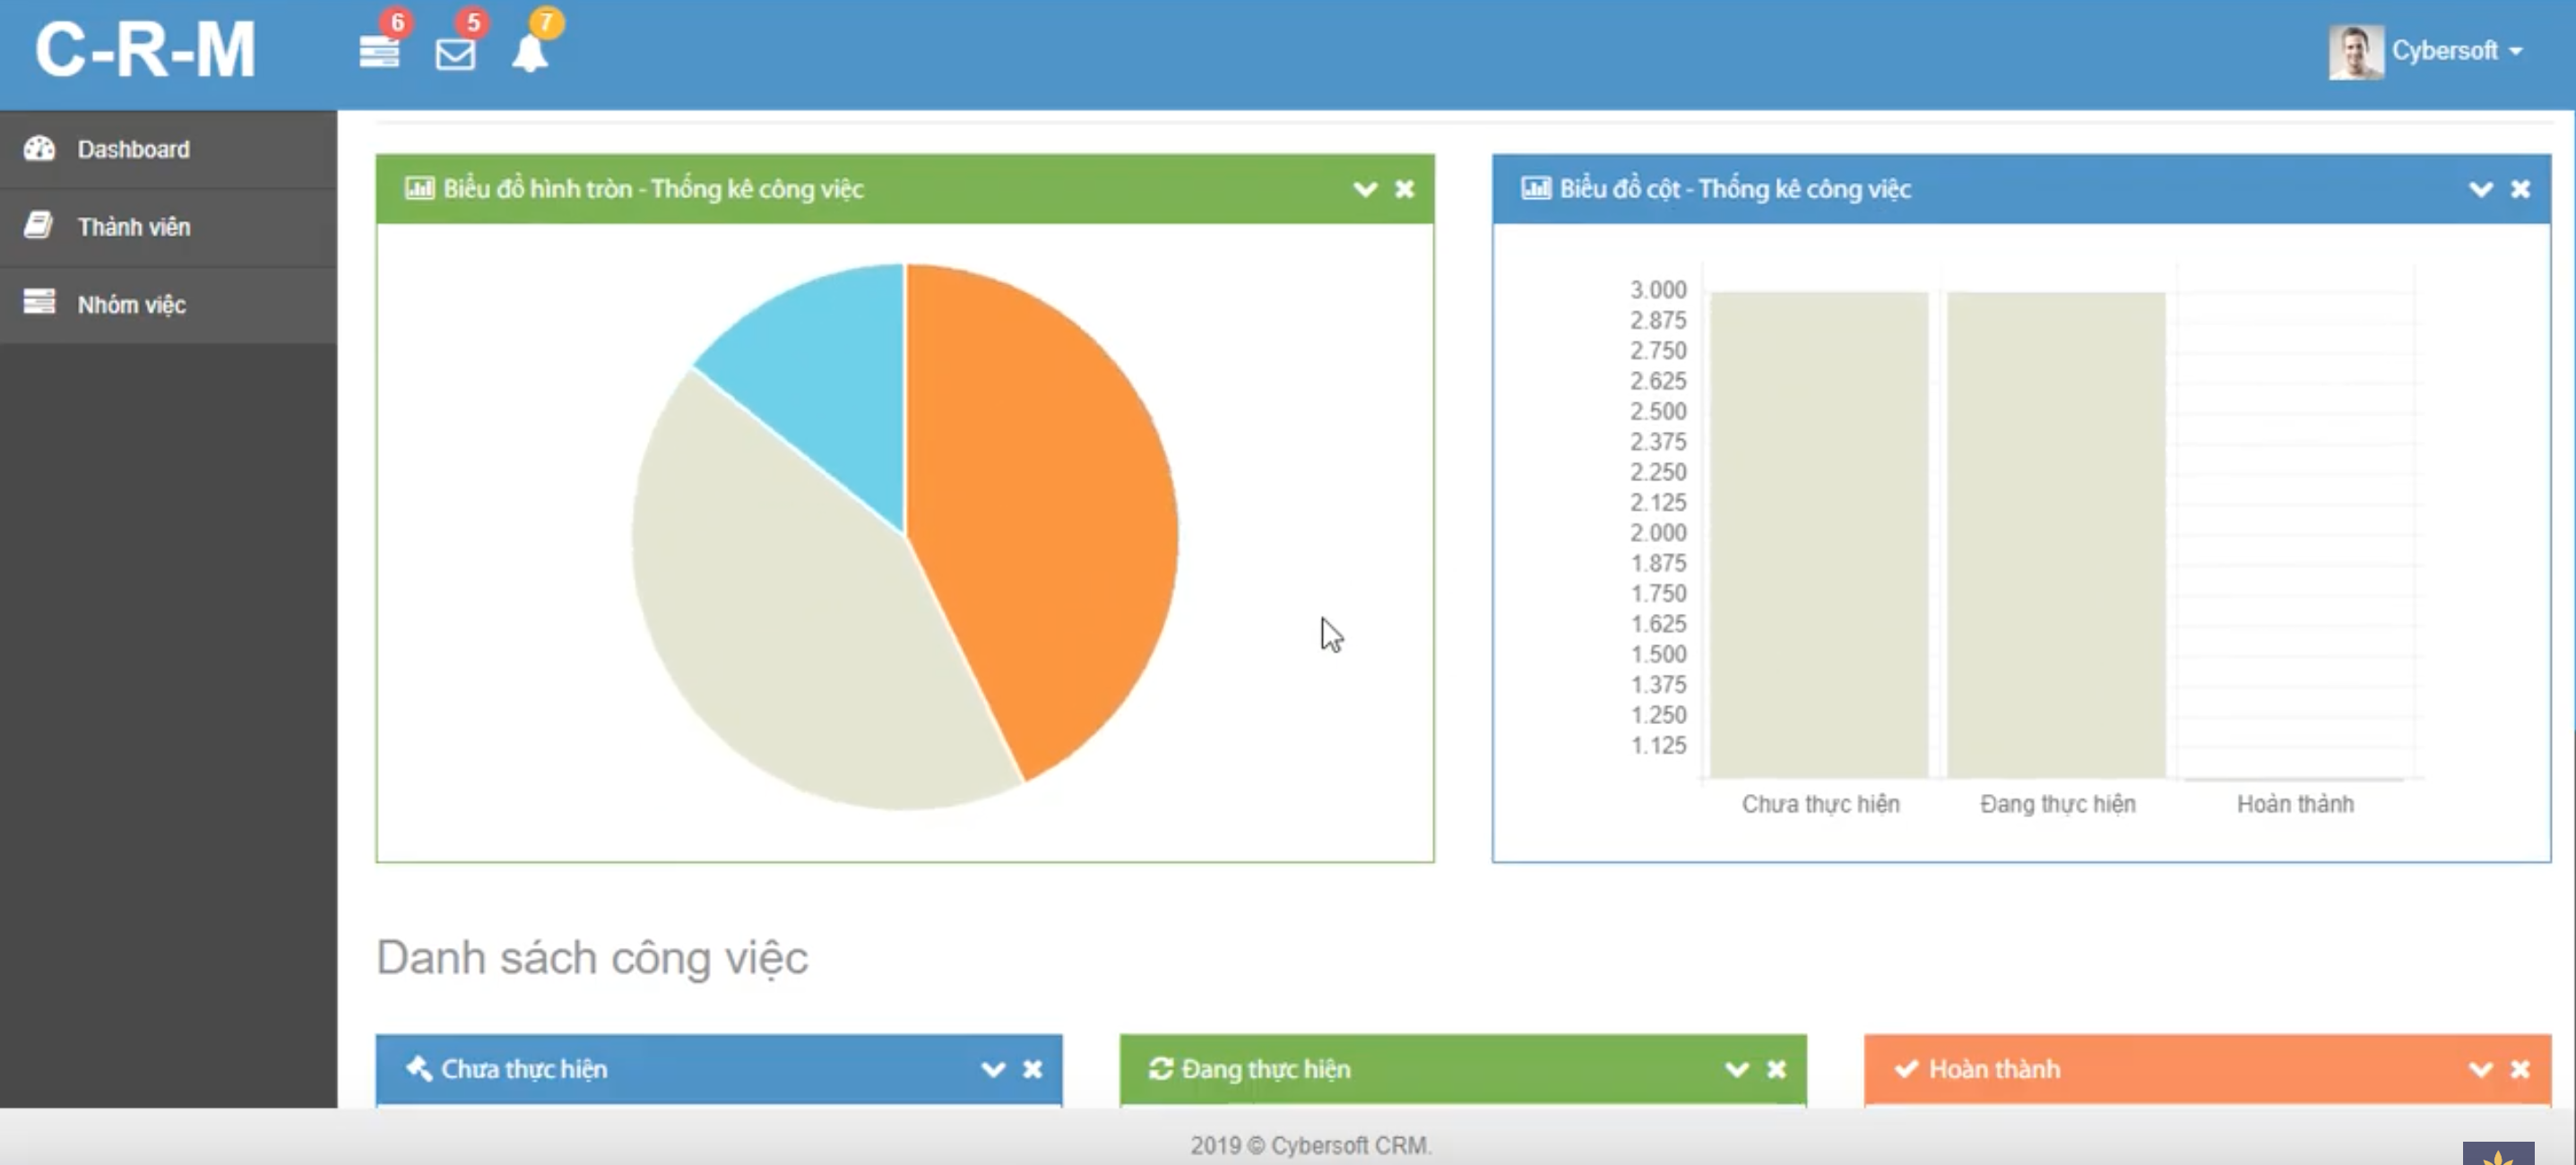 C-R-M
6
5
7
Cybersoft
Dashboard
Thành viên
Nhóm việc
Biểu đồ hình tròn - Thống kê công việc
Biểu đồ cột - Thống kê công việc
3.000
2.875
2.750
2.625
2.500
2.375
2.250
2.125
2.000
1.875
1.750
1.625
1.500
1.375
1.250
1.125
Chưa thực hiện
Đang thực hiện
Hoàn thành
Danh sách công việc
Chưa thực hiện
Đang thực hiện
Hoàn thành
2019 © Cybersoft CRM.